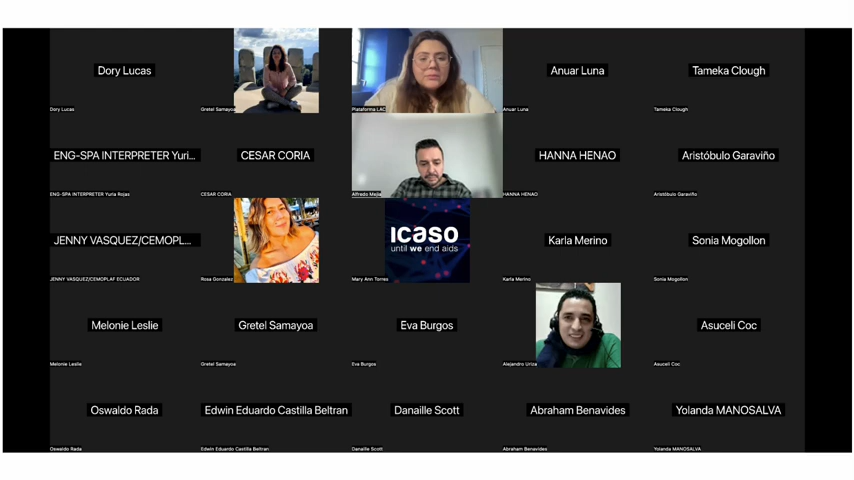 Dory Lucas
Anuar Luna
Tameka Clough
Dory Lucas
Gretel Samayoa
Plataforma LAC
Anuar Luna
Tameka Clough
ENG-SPA INTERPRETER Yuri...
CESAR CORIA
HANNA HENAO
Aristóbulo Garaviño
ENG-SPA INTERPRETER Yuria Rojas
CESAR CORIA
Alfredo Mejía
HANNA HENAO
Aristóbulo Garaviño
JENNY VASQUEZ/CEMOPL...
icaso
until we end aids
Karla Merino
Sonia Mogollon
JENNY VASQUEZ/CEMOPLAF ECUADOR
Rosa Gonzalez
Mary Ann Torres
Karla Merino
Sonia Mogollon
Melonie Leslie
Gretel Samayoa
Eva Burgos
Asuceli Coc
Melonie Leslie
Gretel Samayoa
Eva Burgos
Alejandro
Asuceli Coc
Oswaldo Rada
Edwin Eduardo Castilla Beltran
Danaille Scott
Abraham Benavides
Yolanda MANOSALVA
Oswaldo Rada
Edwin Eduardo Castilla Beltran
Danaille Scott
Abraham Benavides
Yolanda MANOSALVA